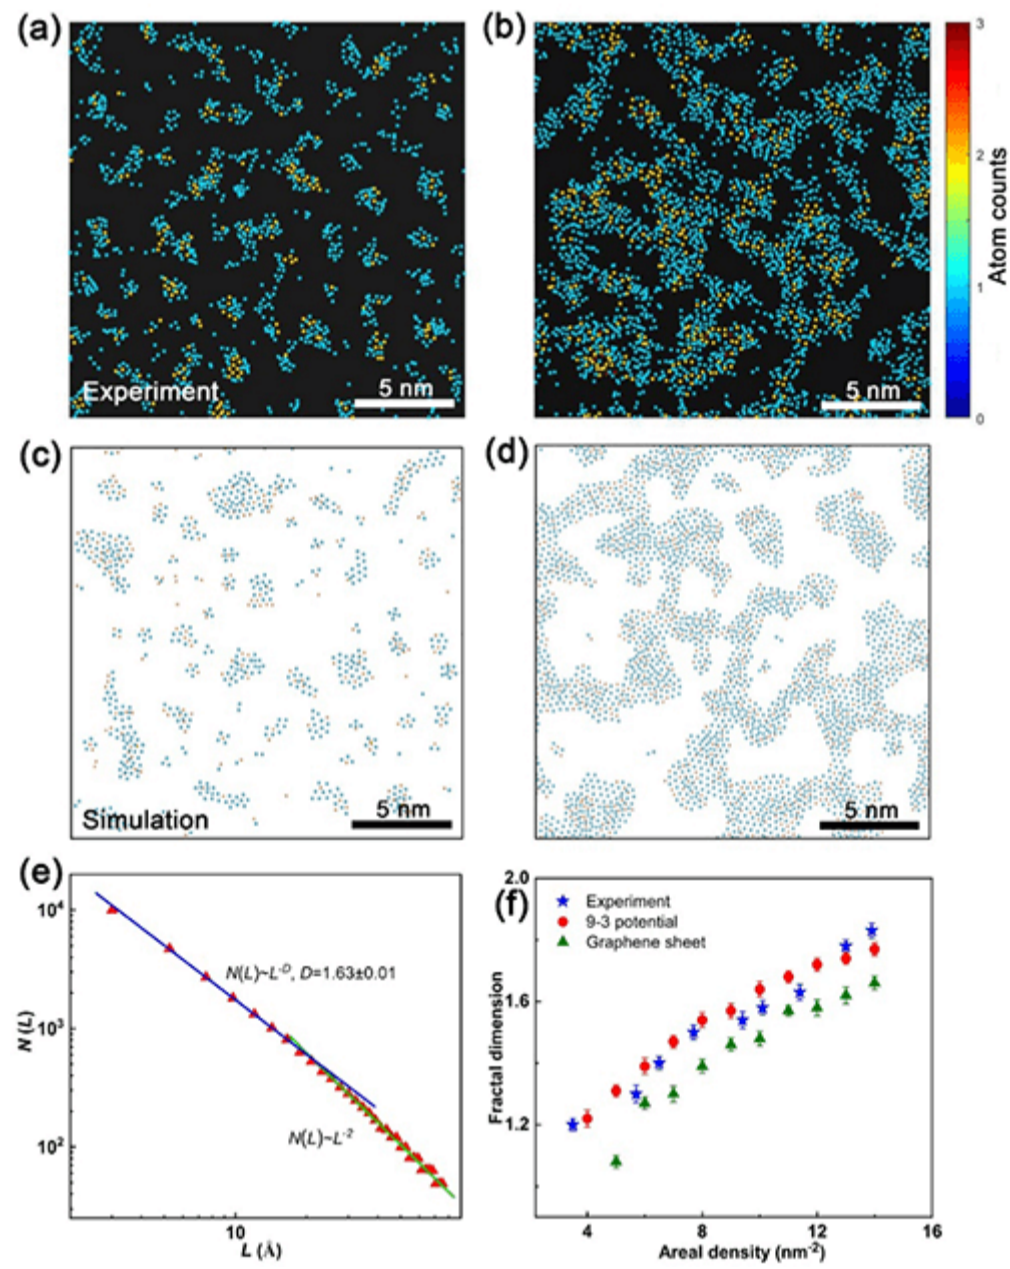 (a)
(b)
3
2
1
0
Atom counts
Experiment
5 nm
5 nm
(c)
(d)
Simulation
5 nm
5 nm
(e)
10⁴
10³
10²
N(L)
N(L)~L⁻ᴰ, D=1.63±0.01
N(L)~L⁻²
10
L (Å)
(f)
2.0
1.6
1.2
Fractal dimension
Experiment
9-3 potential
Graphene sheet
4 8 12 16
Areal density (nm⁻²)